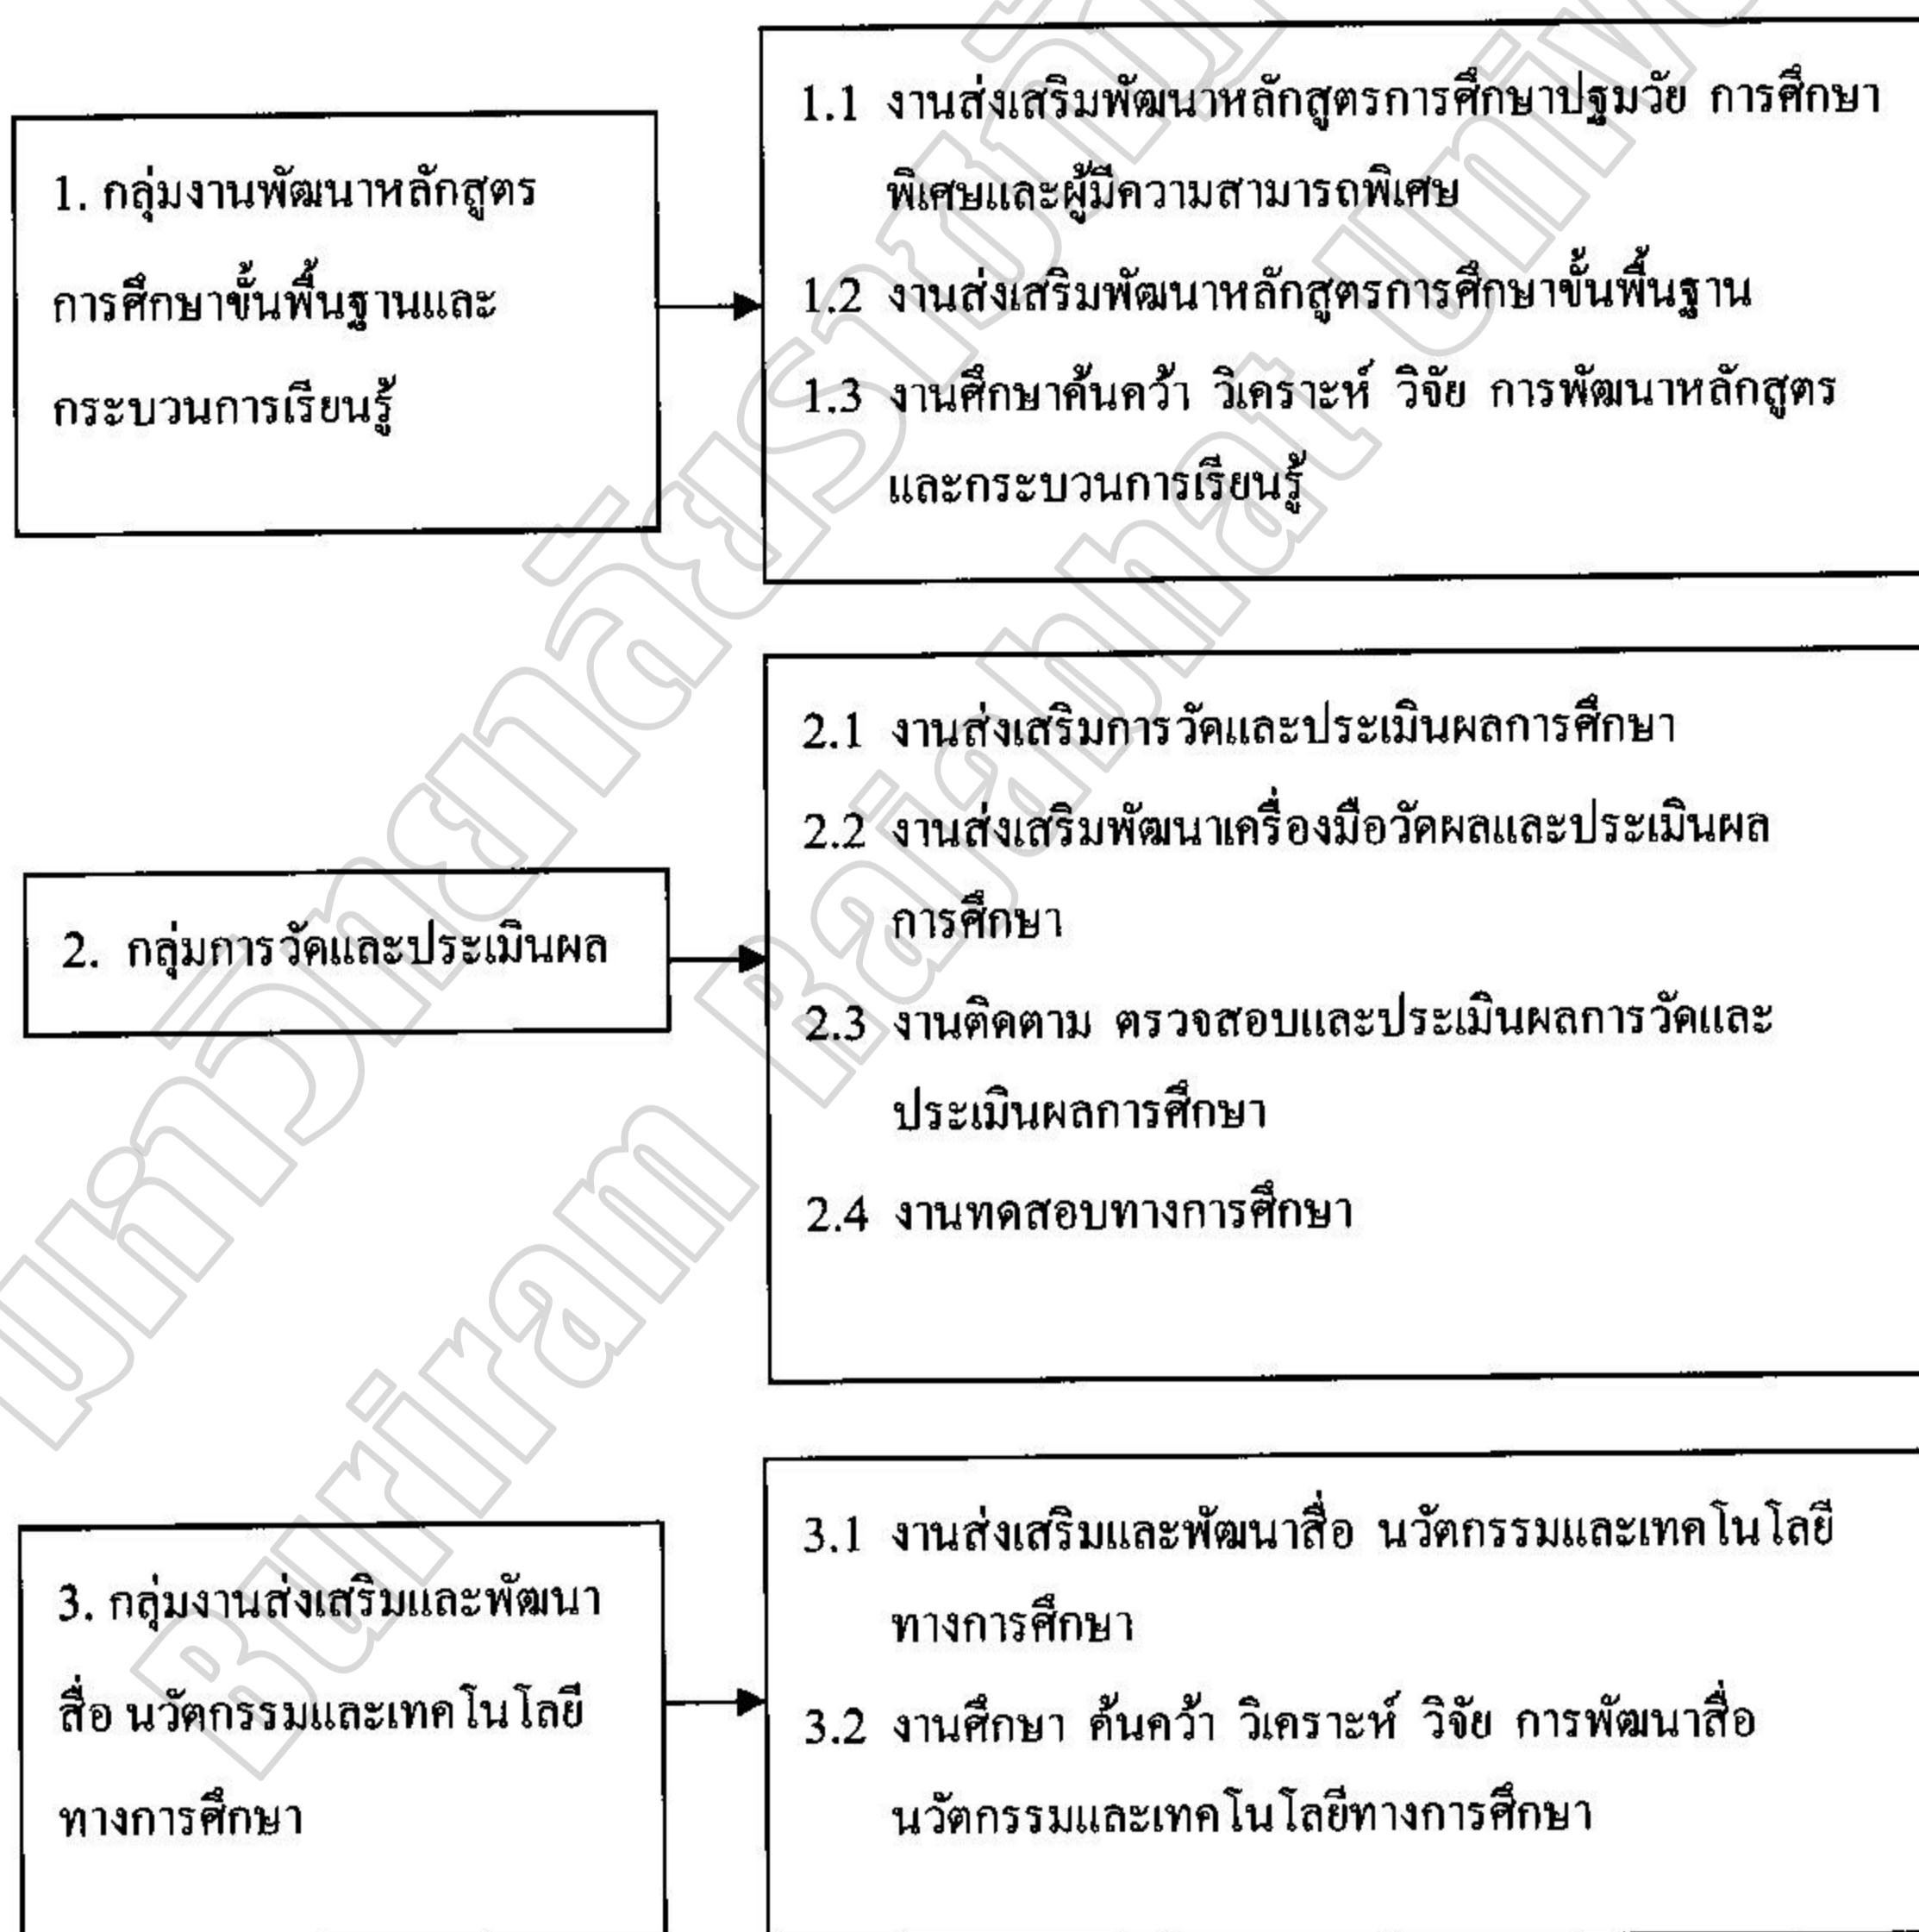 1. กลุ่มงานพัฒนาหลักสูตร
การศึกษาขั้นพื้นฐานและ
กระบวนการเรียนรู้
1.1 งานส่งเสริมพัฒนาหลักสูตรการศึกษาปฐมวัย การศึกษา
พิเศษและผู้มีความสามารถพิเศษ
1.2 งานส่งเสริมพัฒนาหลักสูตรการศึกษาขั้นพื้นฐาน
1.3 งานศึกษาค้นคว้า วิเคราะห์ วิจัย การพัฒนาหลักสูตร
และกระบวนการเรียนรู้
2. กลุ่มการวัดและประเมินผล
2.1 งานส่งเสริมการวัดและประเมินผลการศึกษา
2.2 งานส่งเสริมพัฒนาเครื่องมือวัดผลและประเมินผล
การศึกษา
2.3 งานติดตาม ตรวจสอบและประเมินผลการวัดและ
ประเมินผลการศึกษา
2.4 งานทดสอบทางการศึกษา
3. กลุ่มงานส่งเสริมและพัฒนา
สื่อ นวัตกรรมและเทคโนโลยี
ทางการศึกษา
3.1 งานส่งเสริมและพัฒนาสื่อ นวัตกรรมและเทคโนโลยี
ทางการศึกษา
3.2 งานศึกษา ค้นคว้า วิเคราะห์ วิจัย การพัฒนาสื่อ
นวัตกรรมและเทคโนโลยีทางการศึกษา
Buriram Rajabhat